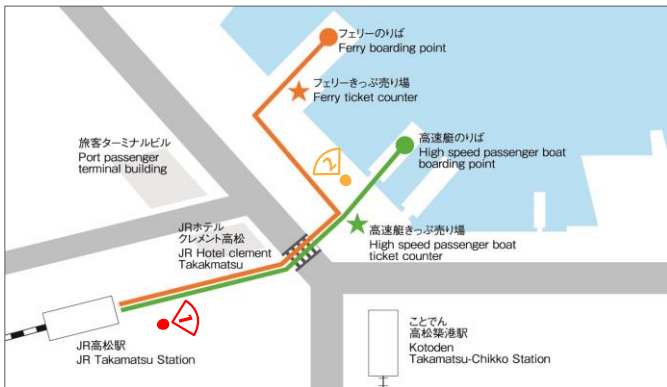 フェリーのりば
Ferry boarding point
フェリーきっぷ売り場
Ferry ticket counter
旅客ターミナルビル
Port passenger
terminal building
2
高速艇のりば
High speed passenger boat
boarding point
JRホテル
クレメント高松
JR Hotel clement
Takakmatsu
高速艇きっぷ売り場
High speed passenger boat
ticket counter
1
JR高松駅
JR Takamatsu Station
ことでん
高松築港駅
Kotoden
Takamatsu-Chikko Station